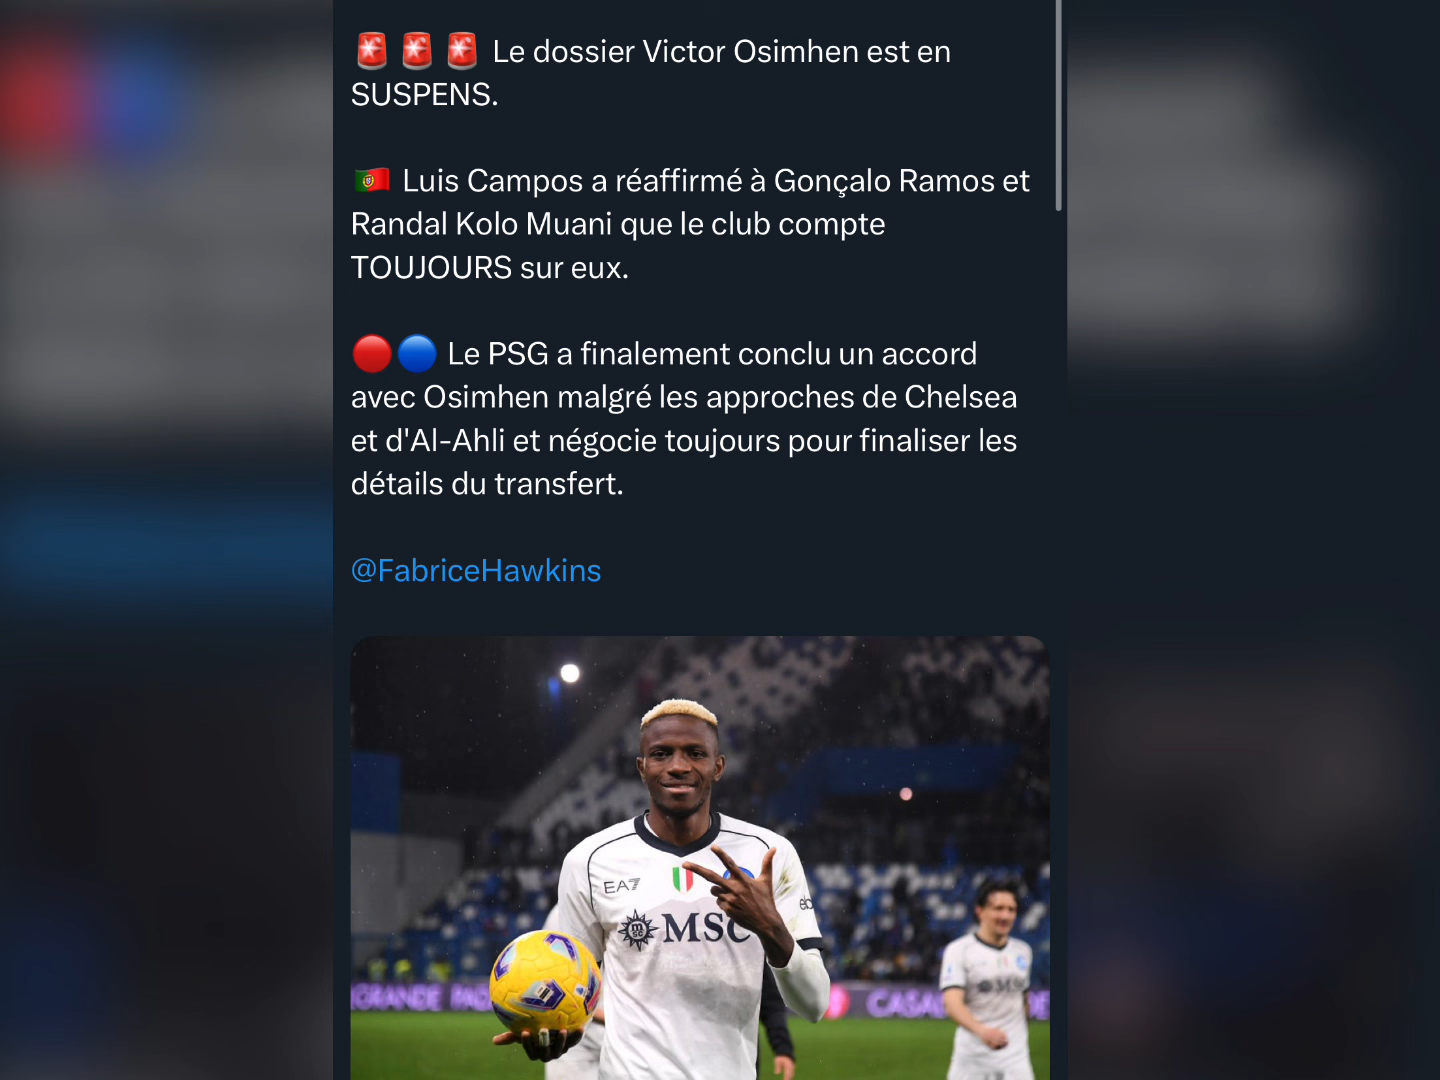 🚨 🚨 🚨 Le dossier Victor Osimhen est en
SUSPENS.
🇵🇹 Luis Campos a réaffirmé à Gonçalo Ramos et
Randal Kolo Muani que le club compte
TOUJOURS sur eux.
🔴🔵 Le PSG a finalement conclu un accord
avec Osimhen malgré les approches de Chelsea
et d'Al-Ahli et négocie toujours pour finaliser les
détails du transfert.
@FabriceHawkins
EA7
MSC